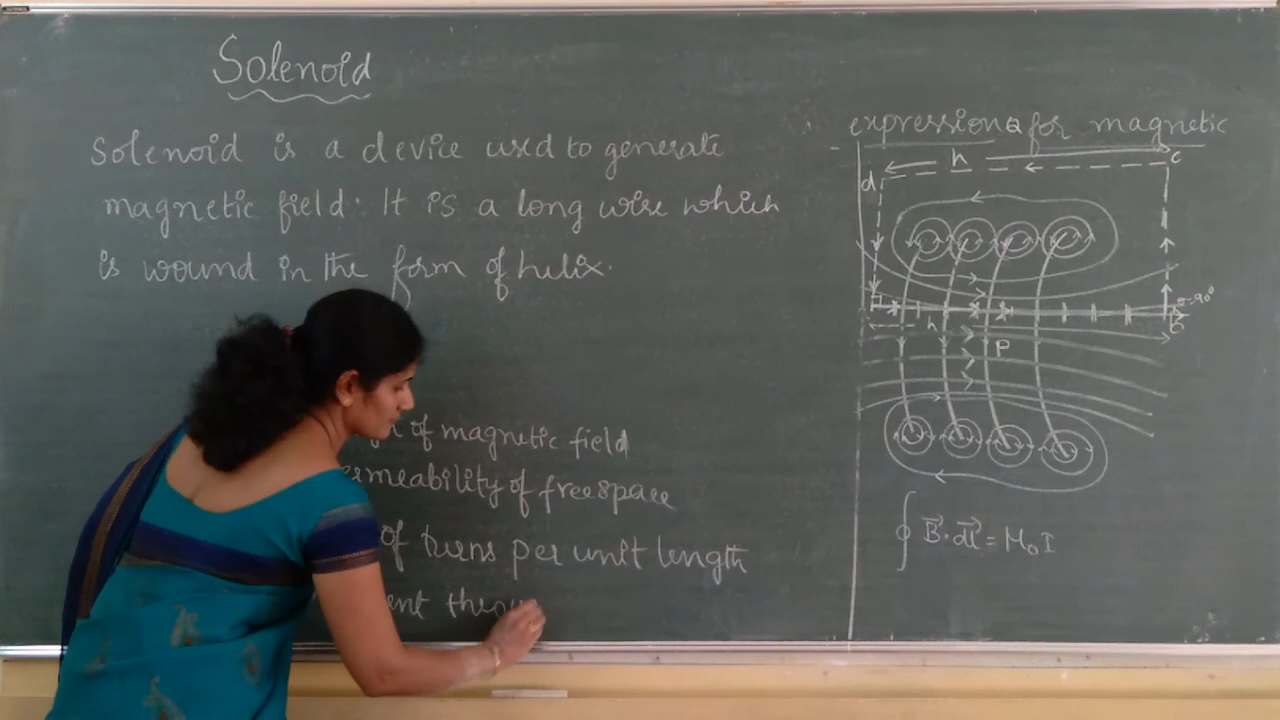 Solenoid
Solenoid is a device used to generate
magnetic field. It is a long wire which
is wound in the form of helix.
of magnetic field
ermeability of free space
of turns per unit length
ent throu
expression for magnetic
h
c
d
θ=90°
h
b
P
∮ B⃗·dl⃗ = M₀I